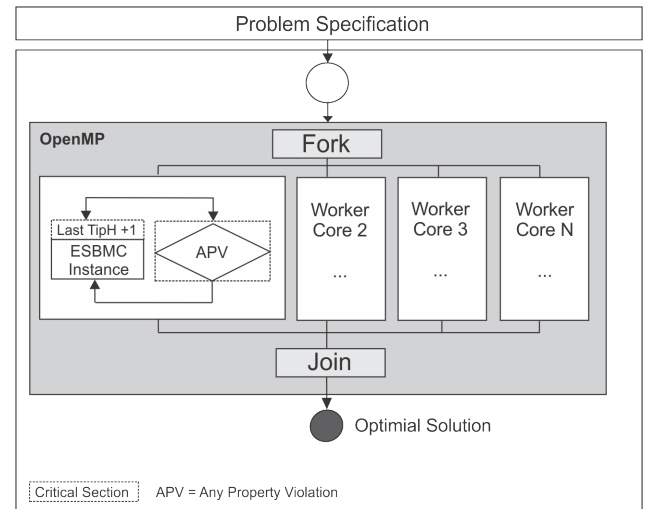 Problem Specification
OpenMP
Fork
Last TipH +1
ESBMC
Instance
APV
Worker
Core 2
...
Worker
Core 3
...
Worker
Core N
...
Join
Optimial Solution
Critical Section
APV = Any Property Violation